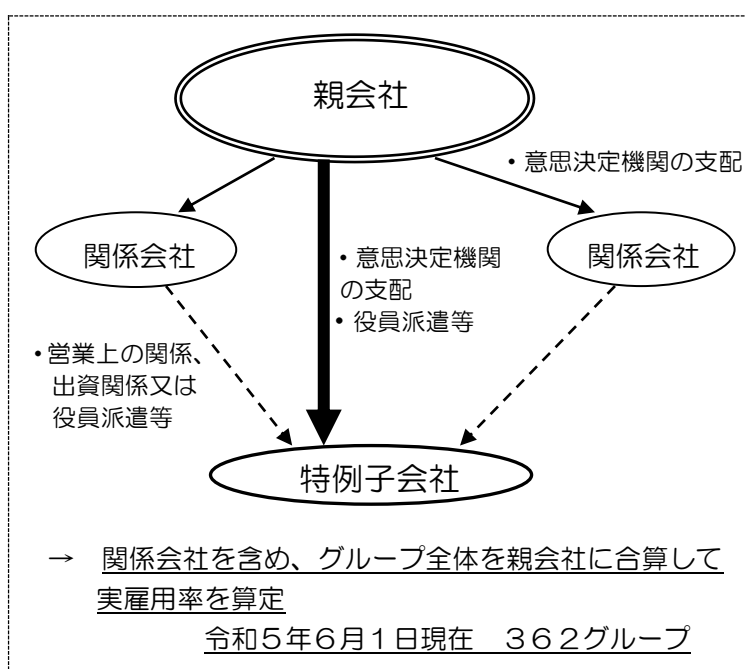 親会社
・意思決定機関の支配
関係会社
・意思決定機関
の支配
・役員派遣等
関係会社
・営業上の関係、
出資関係又は
役員派遣等
特例子会社
→ 関係会社を含め、グループ全体を親会社に合算して
実雇用率を算定
令和５年６月１日現在 ３６２グループ